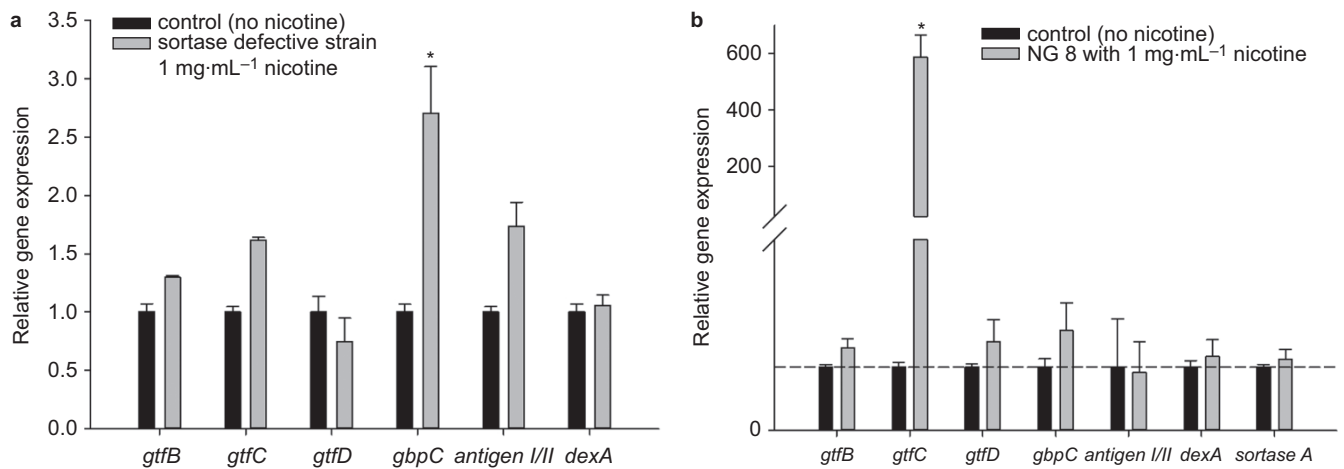 a
control (no nicotine)
sortase defective strain
1 mg·mL⁻¹ nicotine
Relative gene expression
3.5
3.0
2.5
2.0
1.5
1.0
0.5
0.0
*
gtfB gtfC gtfD gbpC antigen I/II dexA
b
control (no nicotine)
NG 8 with 1 mg·mL⁻¹ nicotine
Relative gene expression
600
400
200
0
*
gtfB gtfC gtfD gbpC antigen I/II dexA sortase A